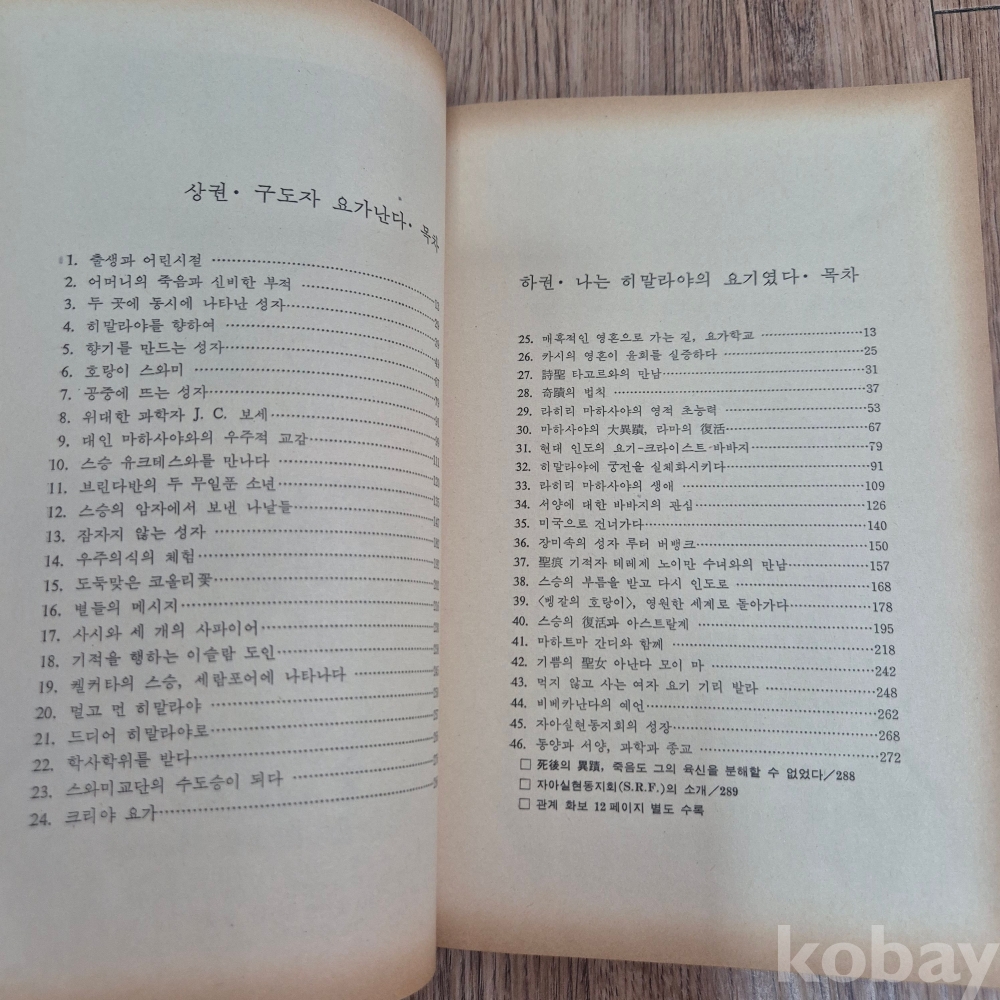 상권· 구도자 요가난다· 목차
1. 출생과 어린시절
2. 어머니의 죽음과 신비한 부적
3. 두 곳에 동시에 나타난 성자
4. 히말라야를 향하여
5. 향기를 만드는 성자
6. 호랑이 스와미
7. 공중에 뜨는 성자
8. 위대한 과학자 J. C. 보세
9. 대인 마하사야와의 우주적 교감
10. 스승 유크테스와를 만나다
11. 브린다반의 두 무일푼 소년
12. 스승의 암자에서 보낸 나날들
13. 잠자지 않는 성자
14. 우주의식의 체험
15. 도둑맞은 코울리꽃
16. 별들의 메시지
17. 사시와 세 개의 사파이어
18. 기적을 행하는 이슬람 도인
19. 켈커타의 스승, 세람포어에 나타나다
20. 멀고 먼 히말라야
21. 드디어 히말라야로
22. 학사학위를 받다
23. 스와미교단의 수도승이 되다
24. 크리야 요가
하권· 나는 히말라야의 요기였다· 목차
25. 매혹적인 영혼으로 가는 길, 요가학교 13
26. 카시의 영혼이 윤회를 실증하다 25
27. 詩聖 타고르와의 만남 31
28. 奇蹟의 법칙 37
29. 라히리 마하사야의 영적 초능력 53
30. 마하사야의 大異蹟, 라마의 復活 67
31. 현대 인도의 요기-크라이스트·바바지 79
32. 히말라야에 궁전을 실체화시키다 91
33. 라히리 마하사야의 생애 109
34. 서양에 대한 바바지의 관심 126
35. 미국으로 건너가다 140
36. 장미속의 성자 루터 버뱅크 150
37. 聖痕 기적자 테레제 노이만 수녀와의 만남 157
38. 스승의 부름을 받고 다시 인도로 168
39. 〈벵갈의 호랑이〉, 영원한 세계로 돌아가다 178
40. 스승의 復活과 아스트랄계 195
41. 마하트마 간디와 함께 218
42. 기쁨의 聖女 아난다 모이 마 242
43. 먹지 않고 사는 여자 요기 기리 발라 248
44. 비베카난다의 예언 262
45. 자아실현동지회의 성장 268
46. 동양과 서양, 과학과 종교 272
□ 死後의 異蹟, 죽음도 그의 육신을 분해할 수 없었다/288
□ 자아실현동지회(S.R.F.)의 소개/289
□ 관계 화보 12페이지 별도 수록
kobay